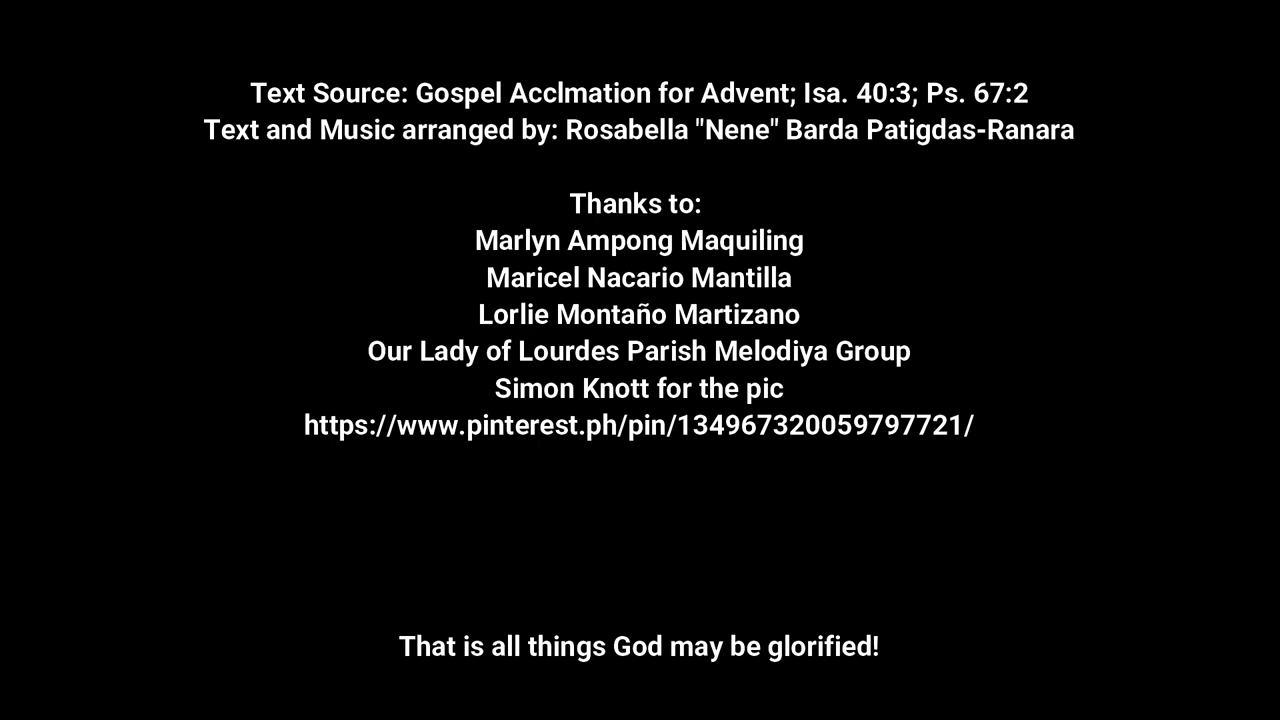 Text Source: Gospel Acclmation for Advent; Isa. 40:3; Ps. 67:2
Text and Music arranged by: Rosabella "Nene" Barda Patigdas-Ranara
Thanks to:
Marlyn Ampong Maquiling
Maricel Nacario Mantilla
Lorlie Montaño Martizano
Our Lady of Lourdes Parish Melodiya Group
Simon Knott for the pic
https://www.pinterest.ph/pin/134967320059797721/
That is all things God may be glorified!